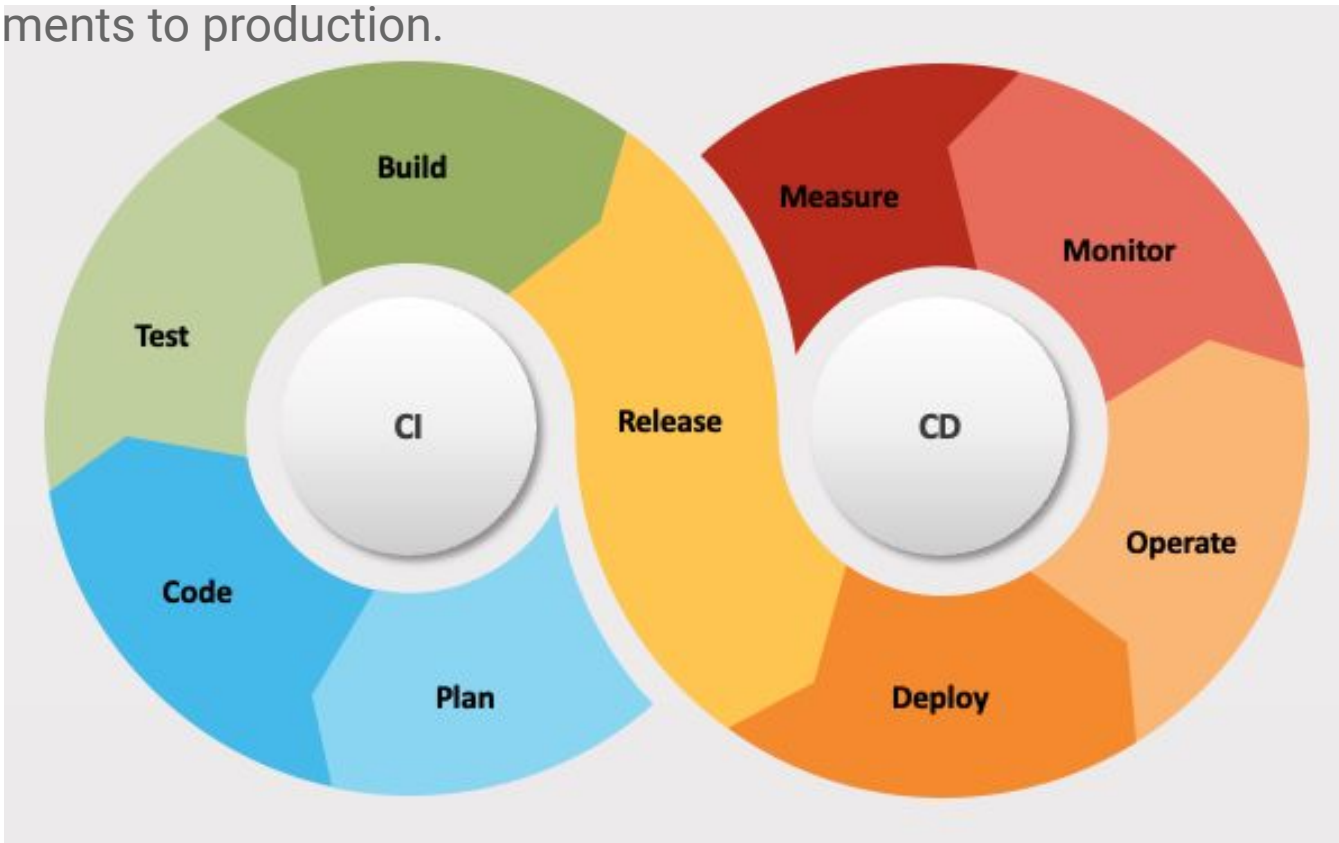 ments to production.
Build
Measure
Monitor
Test
CI
Release
CD
Operate
Code
Plan
Deploy